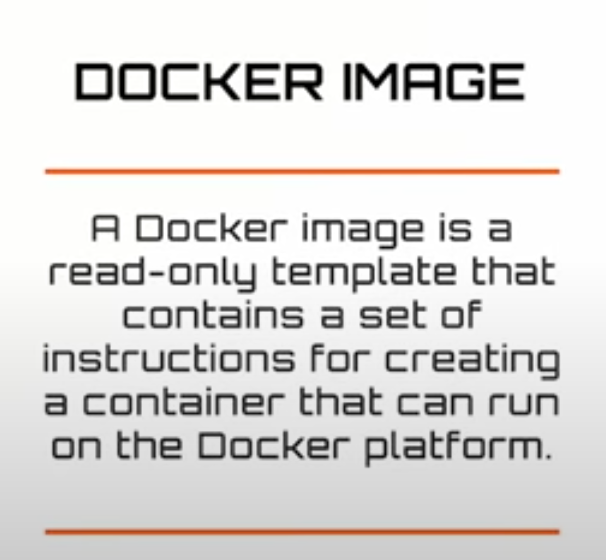 DOCKER IMAGE
A Docker image is a
read-only template that
contains a set of
instructions for creating
a container that can run
on the Docker platform.